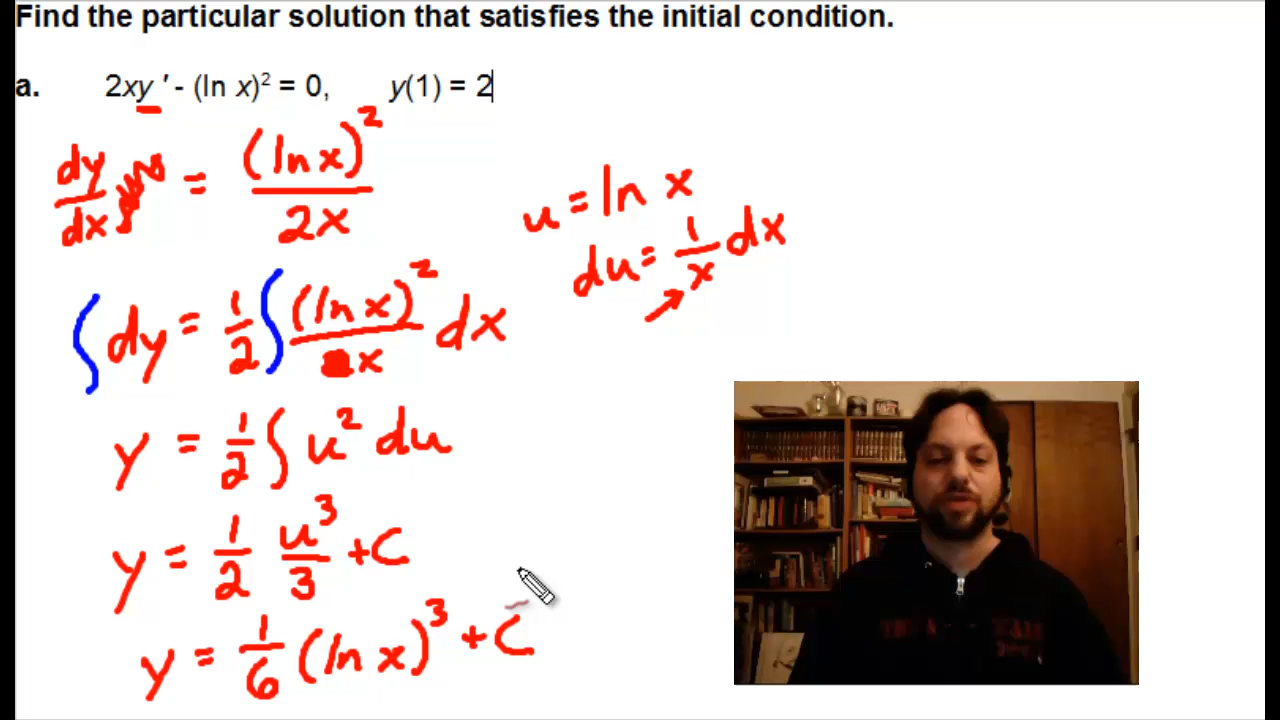 Find the particular solution that satisfies the initial condition.
a. 2xy ′ - (ln x)² = 0, y(1) = 2
dy/dx = (ln x)²/2x
u = ln x
du = 1/x dx
∫ dy = 1/2 ∫ (ln x)²/x dx
y = 1/2 ∫ u² du
y = 1/2 u³/3 + C
y = 1/6 (ln x)³ + C